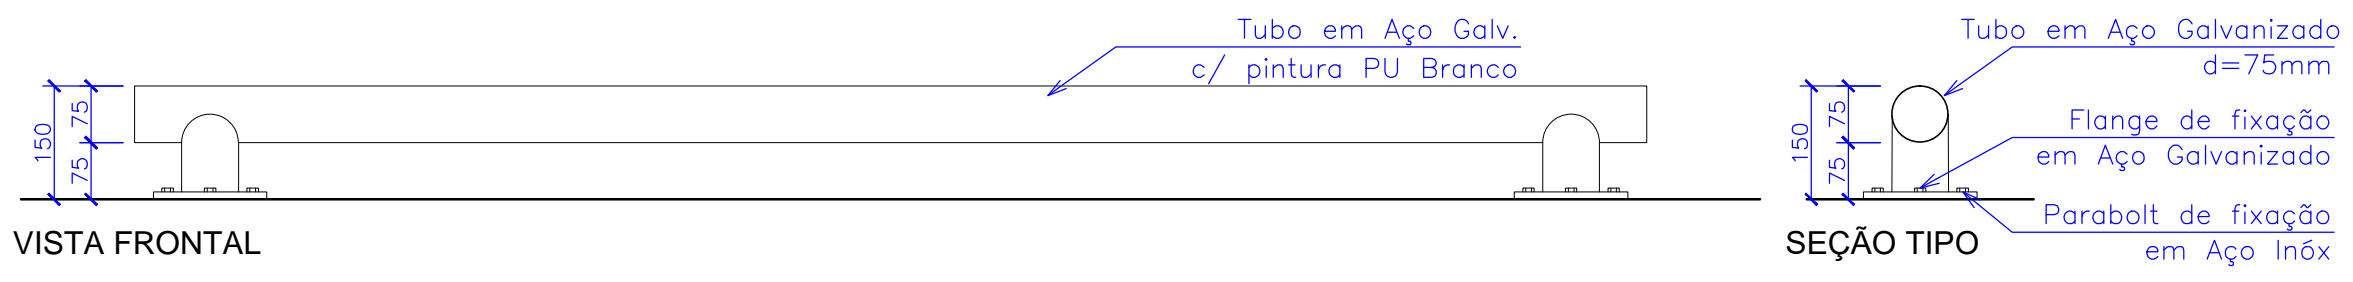 Tubo em Aço Galv.
c/ pintura PU Branco
150
75
75
VISTA FRONTAL
Tubo em Aço Galvanizado
d=75mm
Flange de fixação
em Aço Galvanizado
Parabolt de fixação
em Aço Inóx
150
75
75
SEÇÃO TIPO